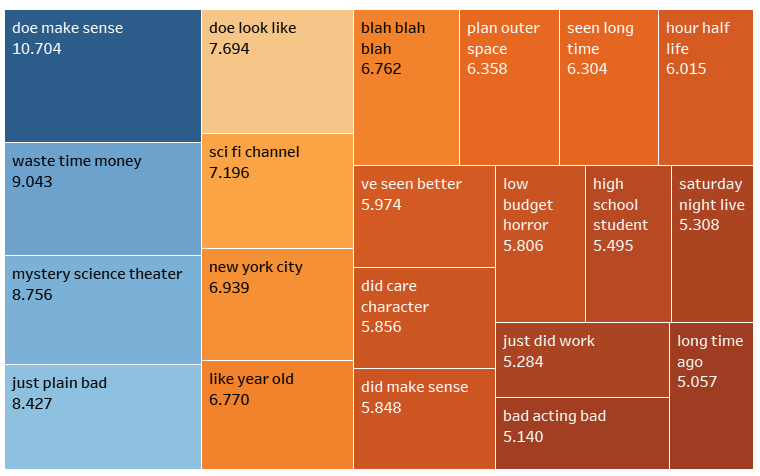 doe make sense
10.704
waste time money
9.043
mystery science theater
8.756
just plain bad
8.427
doe look like
7.694
sci fi channel
7.196
new york city
6.939
like year old
6.770
blah blah
blah
6.762
plan outer
space
6.358
seen long
time
6.304
hour half
life
6.015
ve seen better
5.974
did care
character
5.856
did make sense
5.848
low
budget
horror
5.806
high
school
student
5.495
saturday
night live
5.308
just did work
5.284
bad acting bad
5.140
long time
ago
5.057